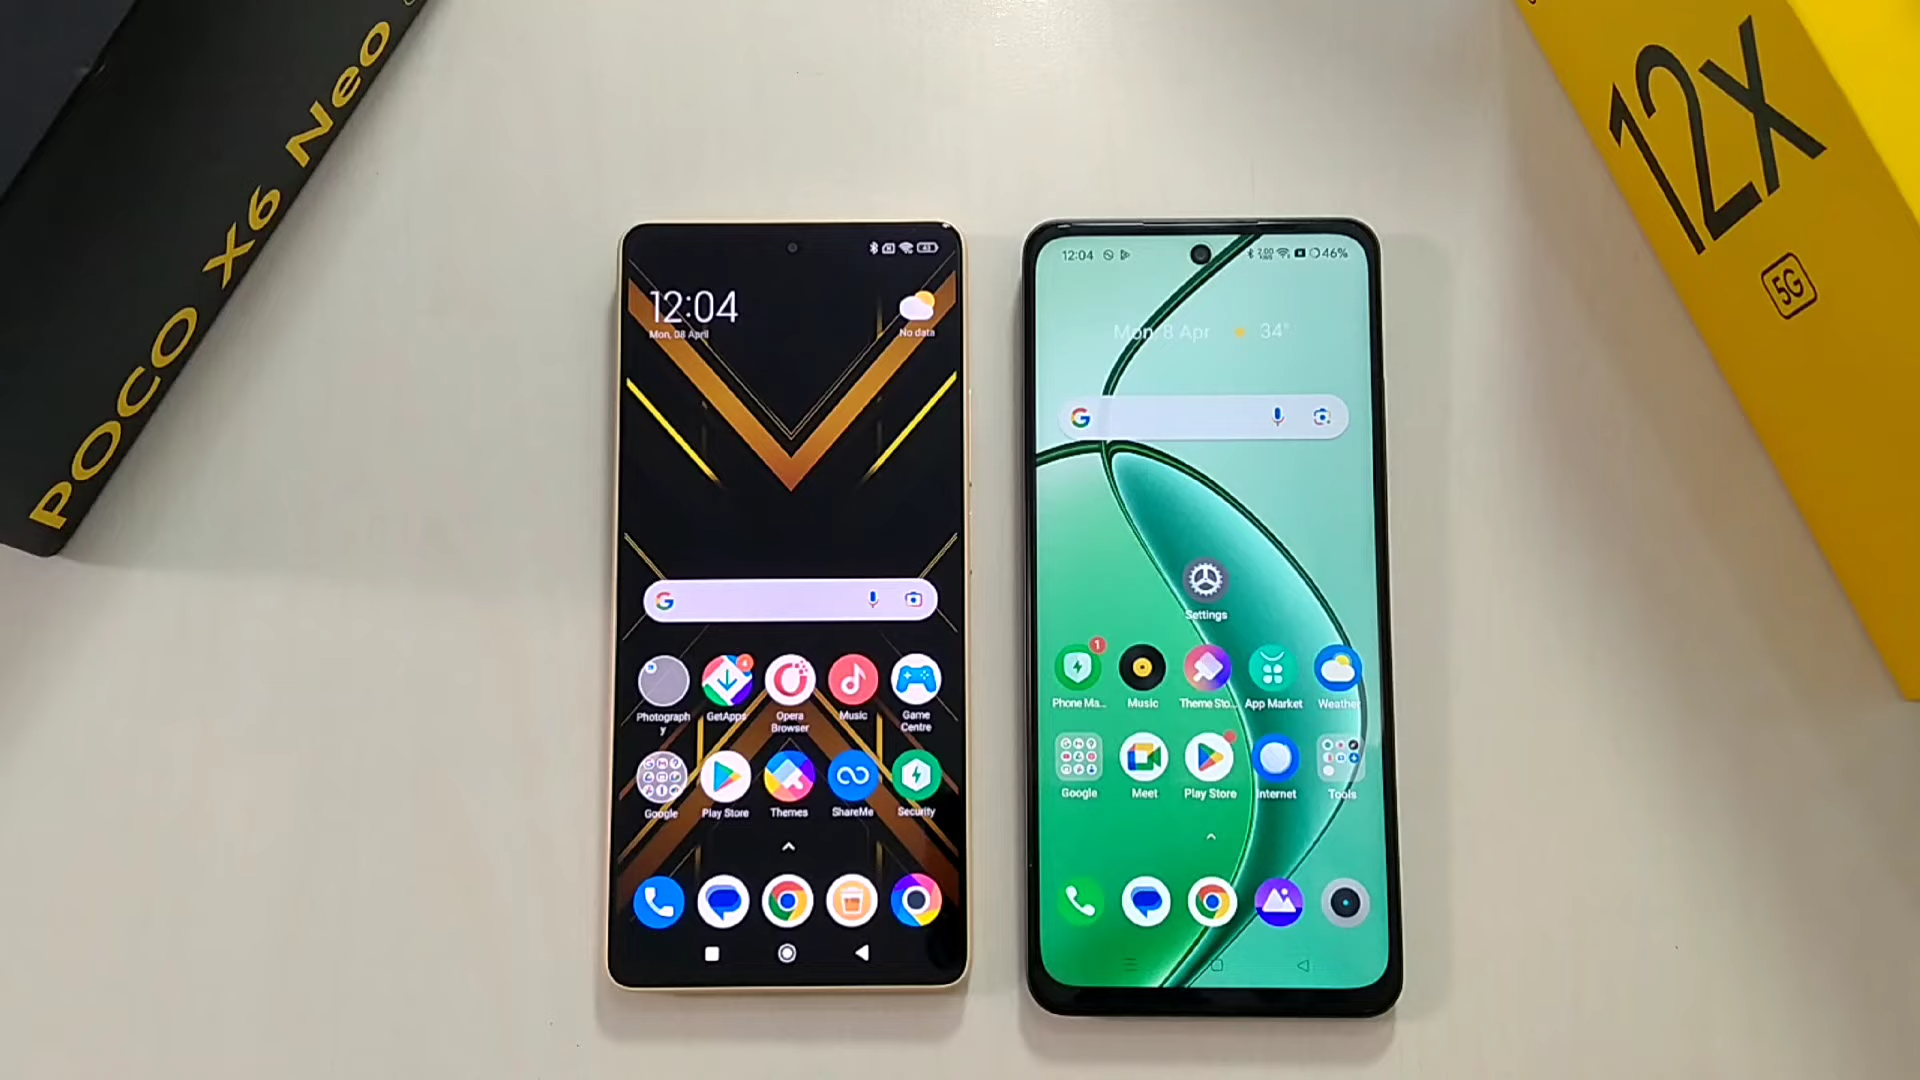 POCO X6 Neo
12X
5G
12:04
Mon, 08 April
No data
Photograph
y
GetApps
4
Opera
Browser
Music
Game
Centre
Google
Play Store
Themes
ShareMe
Security
12:04
46%
Mon, 8 Apr
34°
Settings
1
Phone Ma...
Music
Theme Sto...
App Market
Weather
Google
Meet
Play Store
Internet
Tools